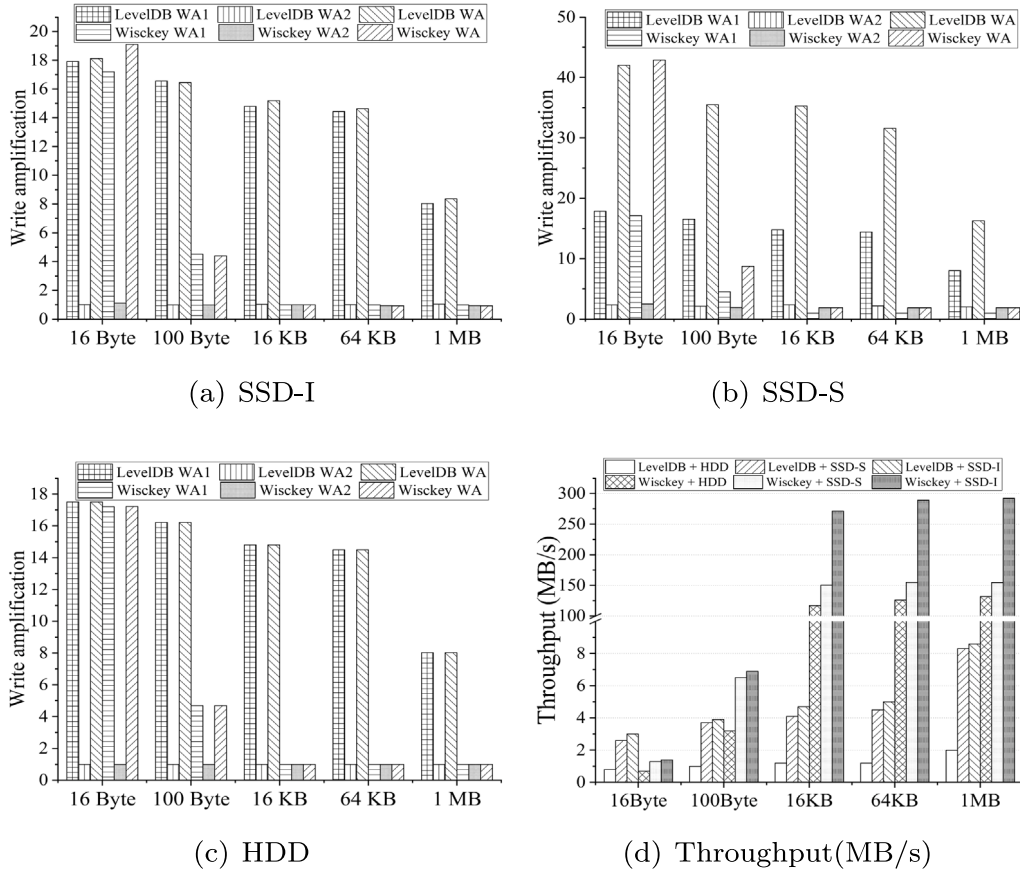 LevelDB WA1 LevelDB WA2 LevelDB WA
Wisckey WA1 Wisckey WA2 Wisckey WA
Write amplification
20
18
16
14
12
10
8
6
4
2
0
16 Byte 100 Byte 16 KB 64 KB 1 MB
(a) SSD-I
LevelDB WA1 LevelDB WA2 LevelDB WA
Wisckey WA1 Wisckey WA2 Wisckey WA
Write amplification
50
40
30
20
10
0
16 Byte 100 Byte 16 KB 64 KB 1 MB
(b) SSD-S
LevelDB WA1 LevelDB WA2 LevelDB WA
Wisckey WA1 Wisckey WA2 Wisckey WA
Write amplification
18
16
14
12
10
8
6
4
2
0
16 Byte 100 Byte 16 KB 64 KB 1 MB
(c) HDD
LevelDB + HDD LevelDB + SSD-S LevelDB + SSD-I
Wisckey + HDD Wisckey + SSD-S Wisckey + SSD-I
Throughput (MB/s)
300
250
200
150
100
8
6
4
2
0
16Byte 100Byte 16KB 64KB 1MB
(d) Throughput(MB/s)